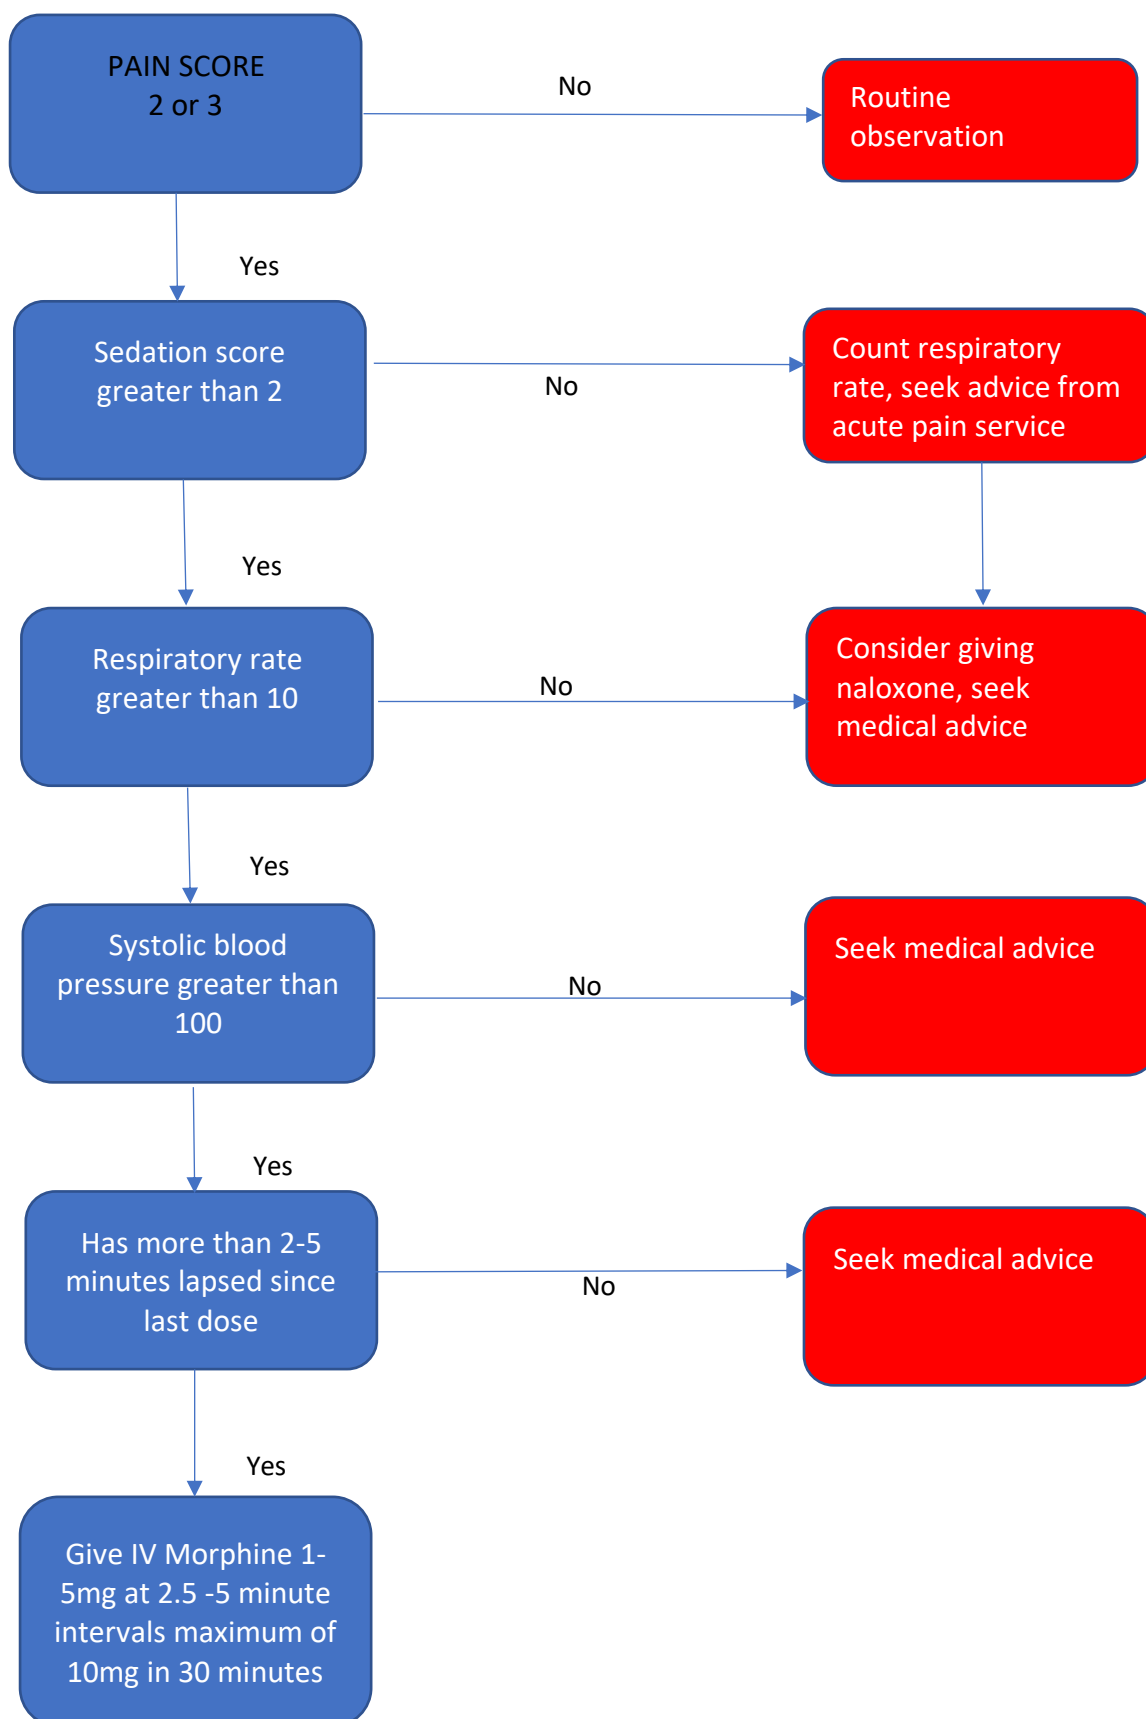 PAIN SCORE
2 or 3
No
Routine
observation
Yes
Sedation score
greater than 2
No
Count respiratory
rate, seek advice from
acute pain service
Yes
Respiratory rate
greater than 10
No
Consider giving
naloxone, seek
medical advice
Yes
Systolic blood
pressure greater than
100
No
Seek medical advice
Yes
Has more than 2-5
minutes lapsed since
last dose
No
Seek medical advice
Yes
Give IV Morphine 1-
5mg at 2.5 -5 minute
intervals maximum of
10mg in 30 minutes